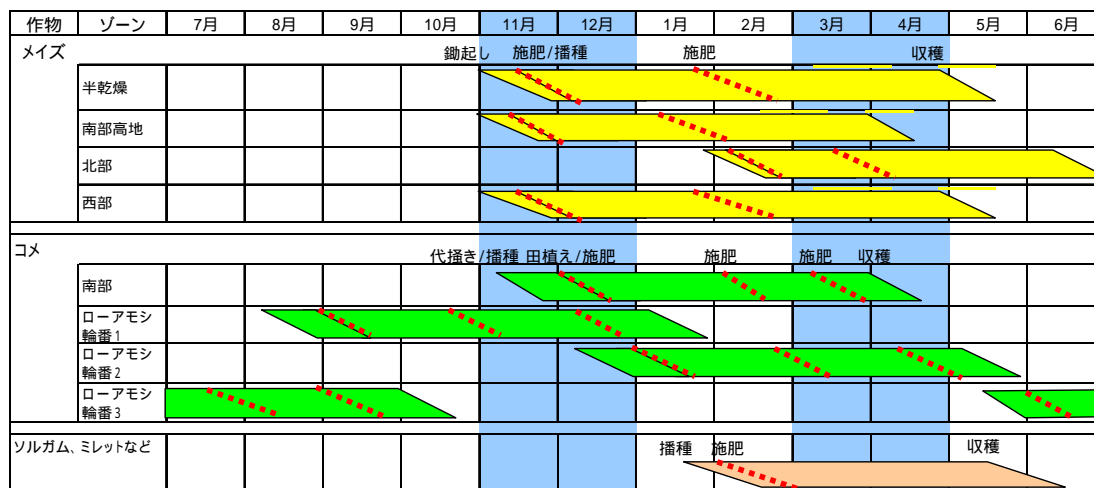 作物 ゾーン 7月 8月 9月 10月 11月 12月 1月 2月 3月 4月 5月 6月
メイズ 鋤起し 施肥/播種 施肥 収穫
半乾燥
南部高地
北部
西部
コメ 代掻き/播種 田植え/施肥 施肥 施肥 収穫
南部
ローアモシ
輪番1
ローアモシ
輪番2
ローアモシ
輪番3
ソルガム、ミレットなど 播種 施肥 収穫